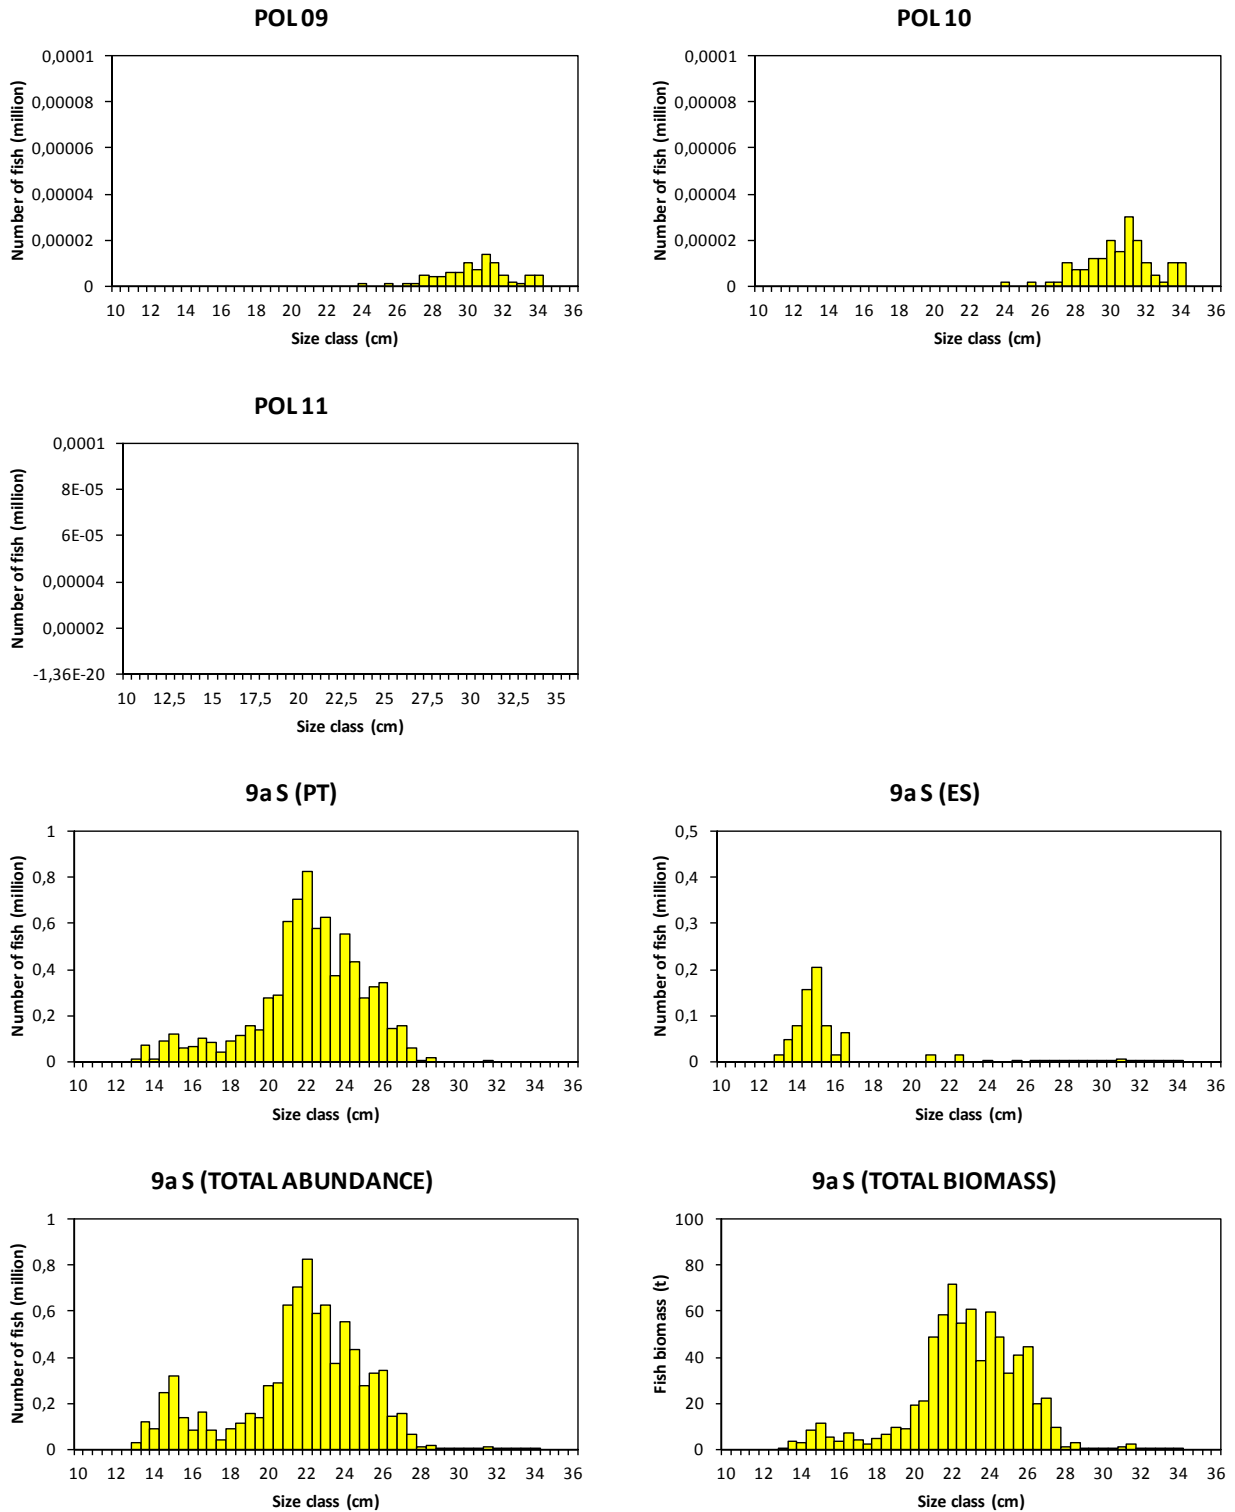 POL 09
0,0001
0,00008
0,00006
0,00004
0,00002
0
Number of fish (million)
10 12 14 16 18 20 22 24 26 28 30 32 34 36
Size class (cm)
POL 10
0,0001
0,00008
0,00006
0,00004
0,00002
0
Number of fish (million)
10 12 14 16 18 20 22 24 26 28 30 32 34 36
Size class (cm)
POL 11
0,0001
8E-05
6E-05
0,00004
0,00002
-1,36E-20
Number of fish (million)
10 12,5 15 17,5 20 22,5 25 27,5 30 32,5 35
Size class (cm)
9a S (PT)
1
0,8
0,6
0,4
0,2
0
Number of fish (million)
10 12 14 16 18 20 22 24 26 28 30 32 34 36
Size class (cm)
9a S (ES)
0,5
0,4
0,3
0,2
0,1
0
Number of fish (million)
10 12 14 16 18 20 22 24 26 28 30 32 34 36
Size class (cm)
9a S (TOTAL ABUNDANCE)
1
0,8
0,6
0,4
0,2
0
Number of fish (million)
10 12 14 16 18 20 22 24 26 28 30 32 34 36
Size class (cm)
9a S (TOTAL BIOMASS)
100
80
60
40
20
0
Fish biomass (t)
10 12 14 16 18 20 22 24 26 28 30 32 34 36
Size class (cm)